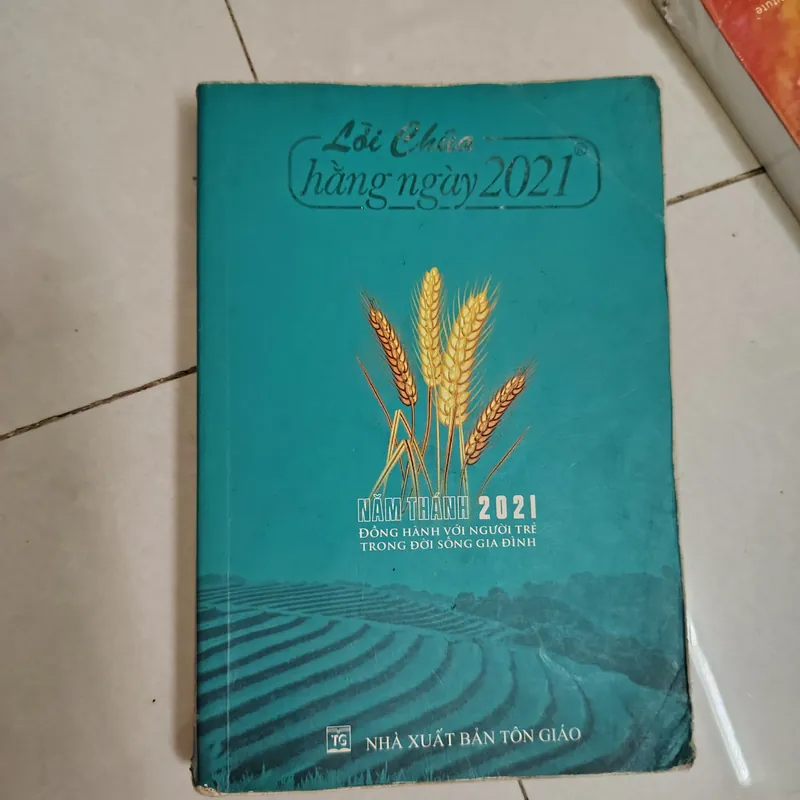 Lời Chúa
hằng ngày 2021®
NĂM THÁNH 2021
ĐỒNG HÀNH VỚI NGƯỜI TRẺ
TRONG ĐỜI SỐNG GIA ĐÌNH
TG NHÀ XUẤT BẢN TÔN GIÁO